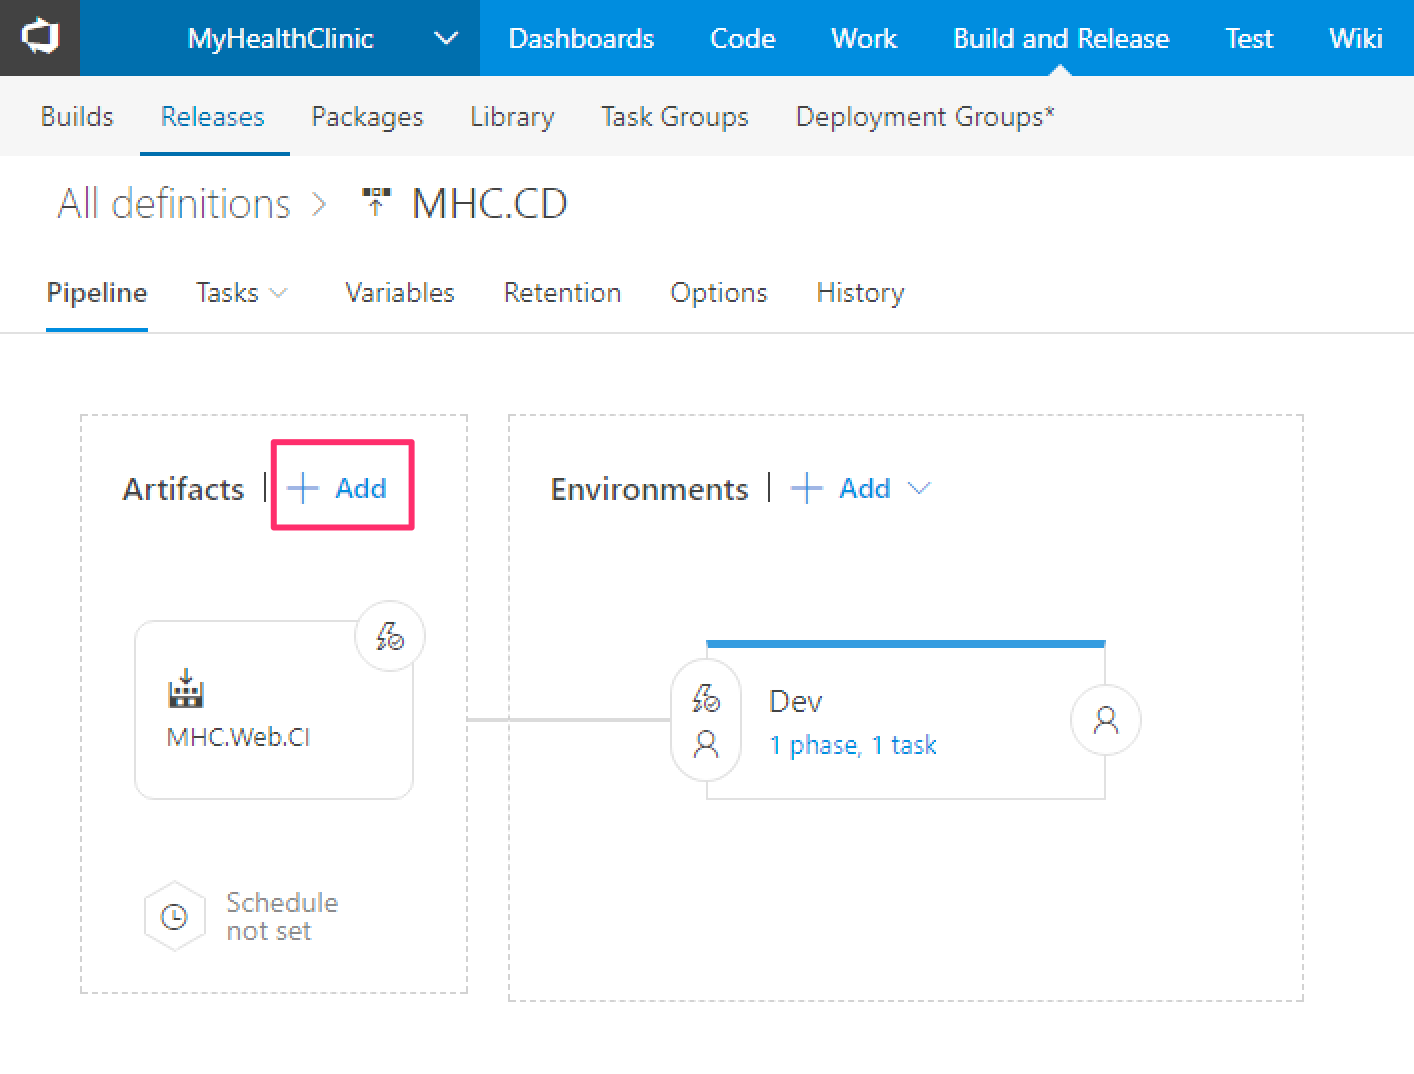 MyHealthClinic Dashboards Code Work Build and Release Test Wiki
Builds Releases Packages Library Task Groups Deployment Groups*
All definitions > MHC.CD
Pipeline Tasks Variables Retention Options History
Artifacts | + Add
Environments | + Add
MHC.Web.CI
Dev
1 phase, 1 task
Schedule
not set